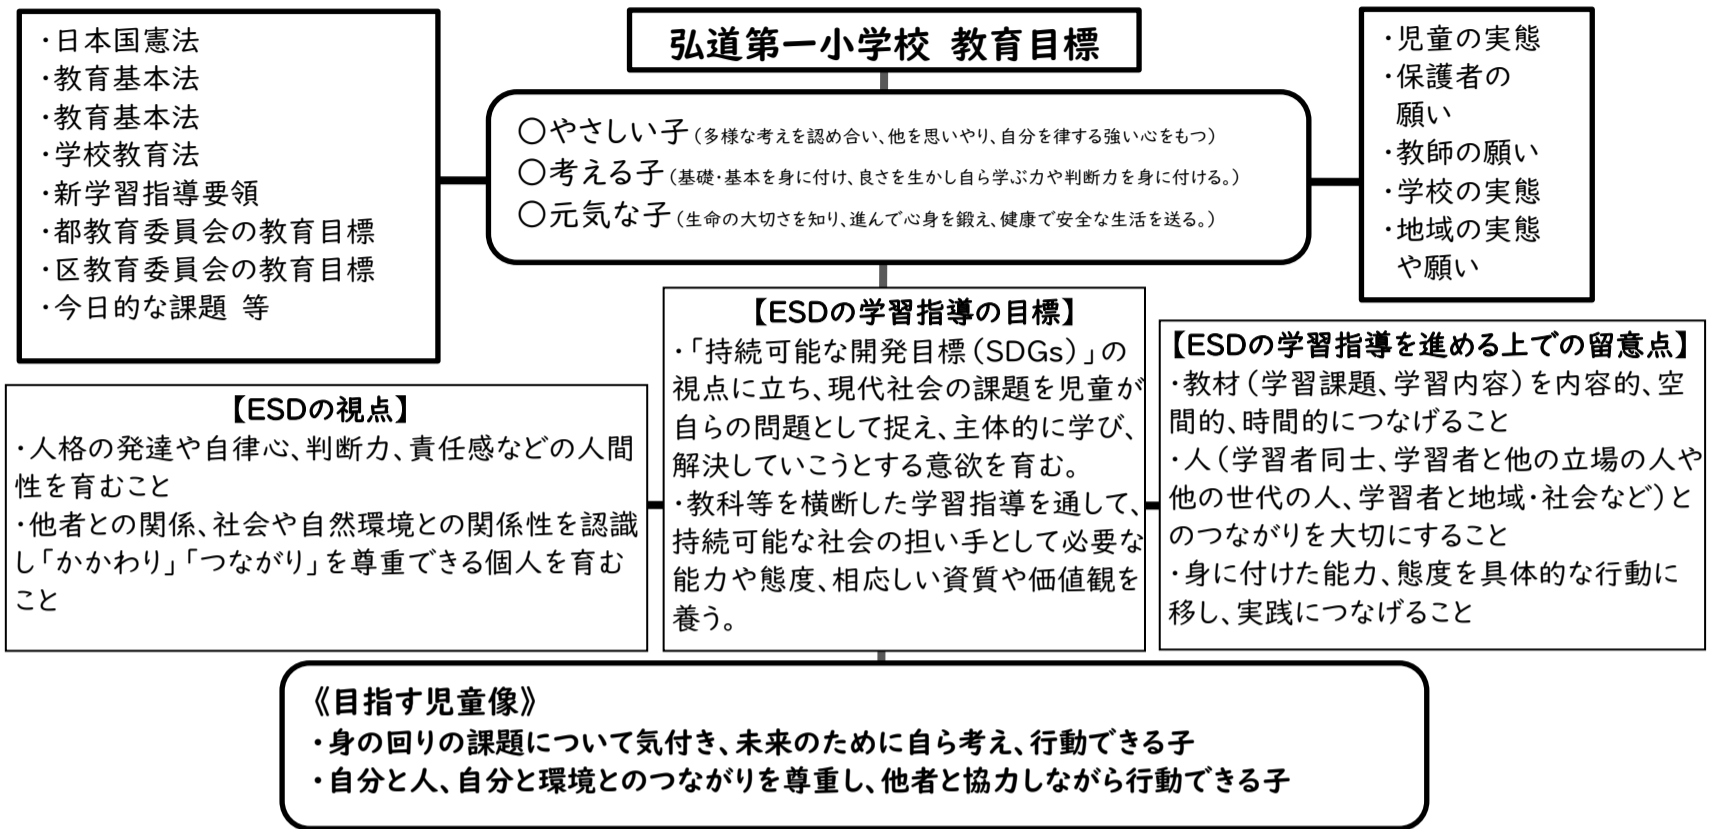 弘道第一小学校 教育目標
・日本国憲法
・教育基本法
・教育基本法
・学校教育法
・新学習指導要領
・都教育委員会の教育目標
・区教育委員会の教育目標
・今日的な課題 等
〇やさしい子(多様な考えを認め合い、他を思いやり、自分を律する強い心をもつ)
〇考える子(基礎・基本を身に付け、良さを生かし自ら学ぶ力や判断力を身に付ける。)
〇元気な子(生命の大切さを知り、進んで心身を鍛え、健康で安全な生活を送る。)
・児童の実態
・保護者の
願い
・教師の願い
・学校の実態
・地域の実態
や願い
【ESDの視点】
・人格の発達や自律心、判断力、責任感などの人間
性を育むこと
・他者との関係、社会や自然環境との関係性を認識
し「かかわり」「つながり」を尊重できる個人を育む
こと
【ESDの学習指導の目標】
・「持続可能な開発目標(SDGs)」の
視点に立ち、現代社会の課題を児童が
自らの問題として捉え、主体的に学び、
解決していこうとする意欲を育む。
・教科等を横断した学習指導を通して、
持続可能な社会の担い手として必要な
能力や態度、相応しい資質や価値観を
養う。
【ESDの学習指導を進める上での留意点】
・教材(学習課題、学習内容)を内容的、空
間的、時間的につなげること
・人(学習者同士、学習者と他の立場の人や
他の世代の人、学習者と地域・社会など)と
のつながりを大切にすること
・身に付けた能力、態度を具体的な行動に
移し、実践につなげること
《目指す児童像》
・身の回りの課題について気付き、未来のために自ら考え、行動できる子
・自分と人、自分と環境とのつながりを尊重し、他者と協力しながら行動できる子